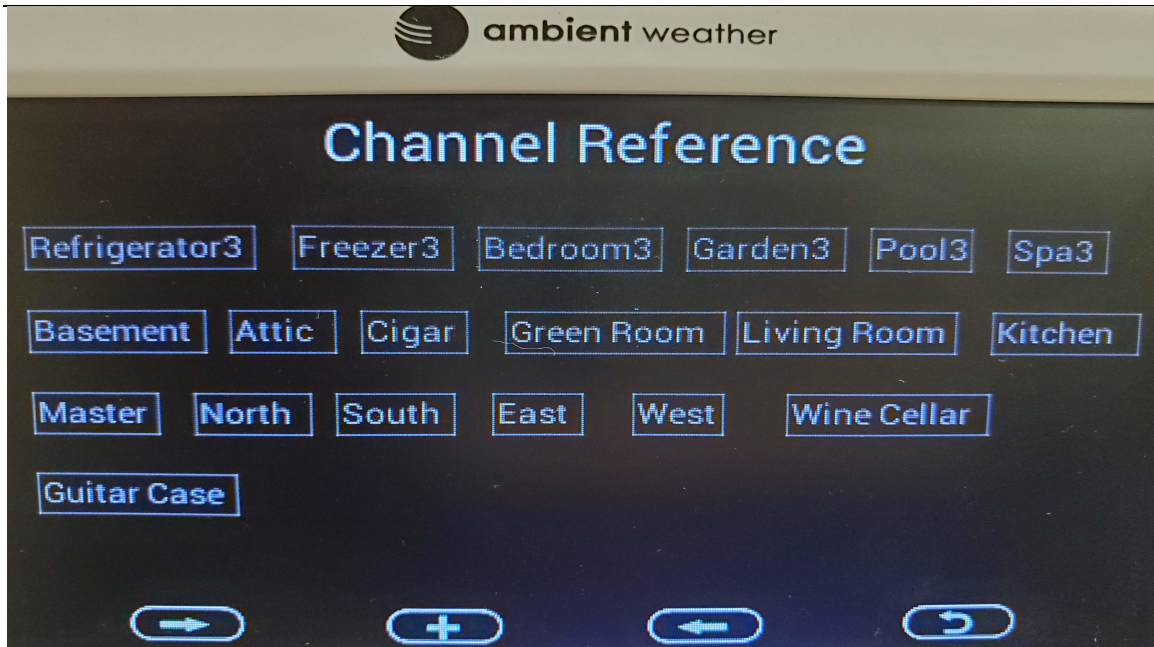 ambient weather
Channel Reference
Refrigerator3 Freezer3 Bedroom3 Garden3 Pool3 Spa3
Basement Attic Cigar Green Room Living Room Kitchen
Master North South East West Wine Cellar
Guitar Case